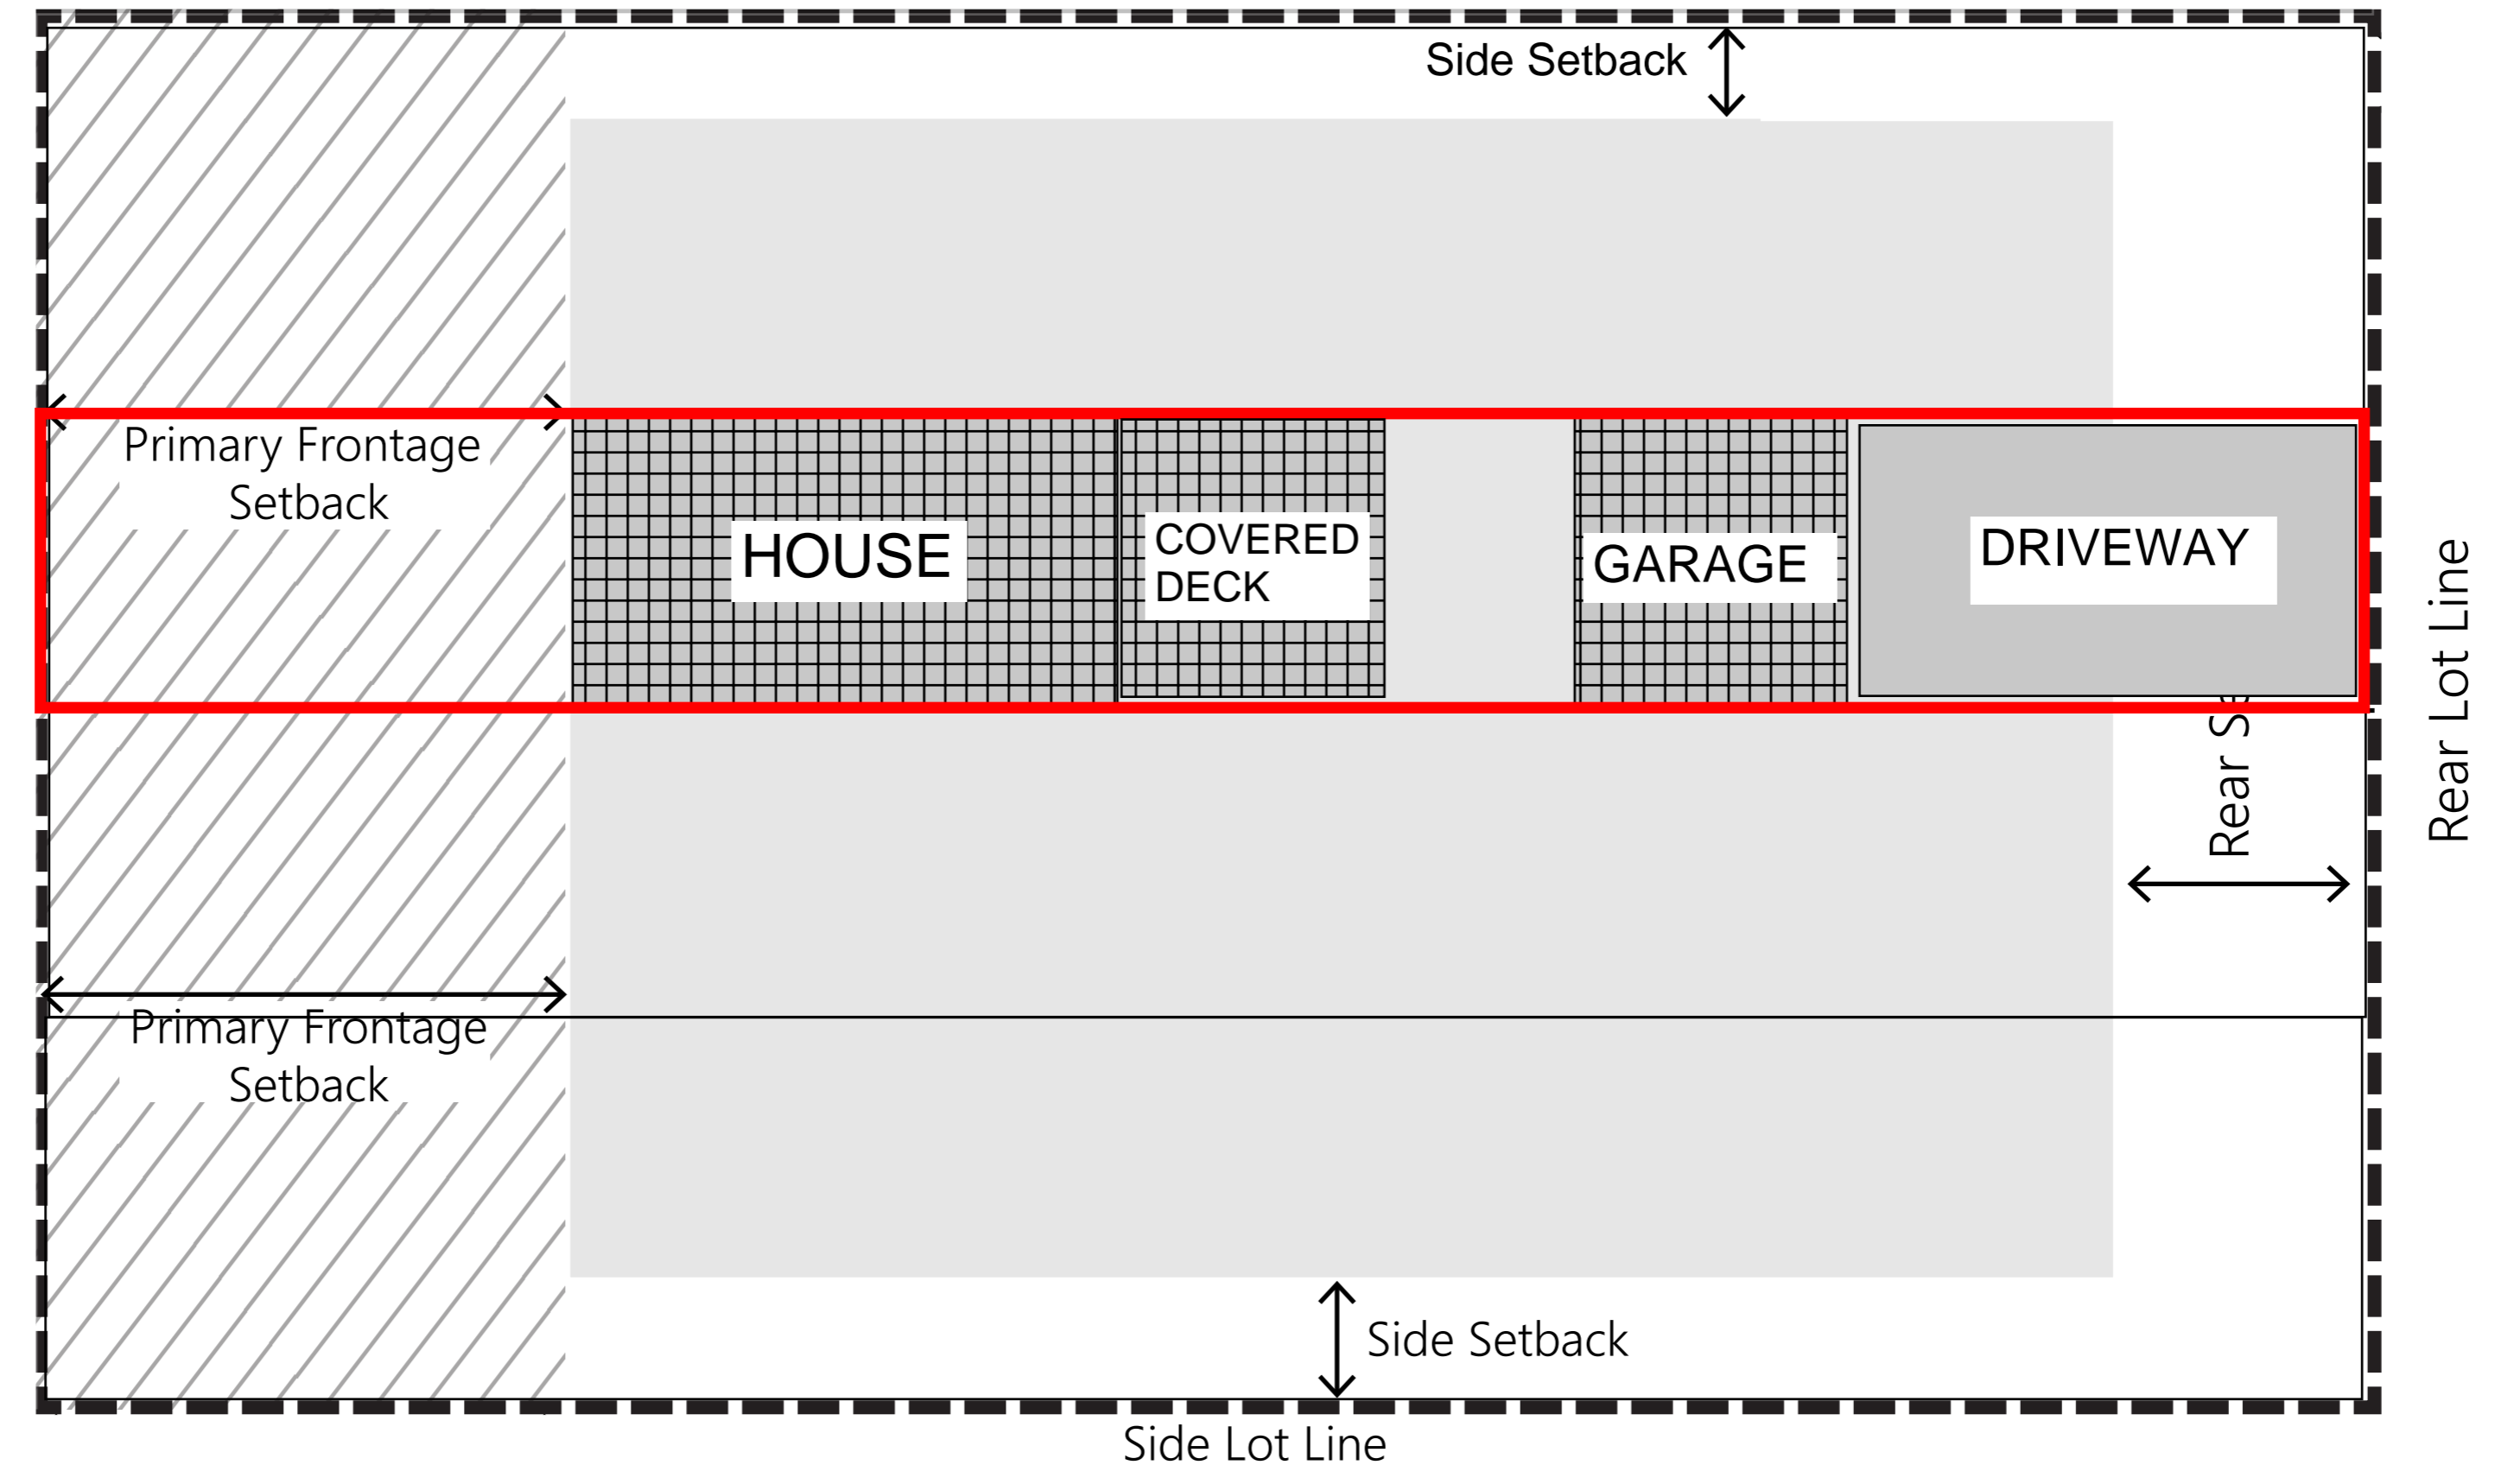 Side Setback
Primary Frontage
Setback
HOUSE
COVERED
DECK
GARAGE
DRIVEWAY
Rear Lot Line
Rear
Primary Frontage
Setback
Side Setback
Side Lot Line